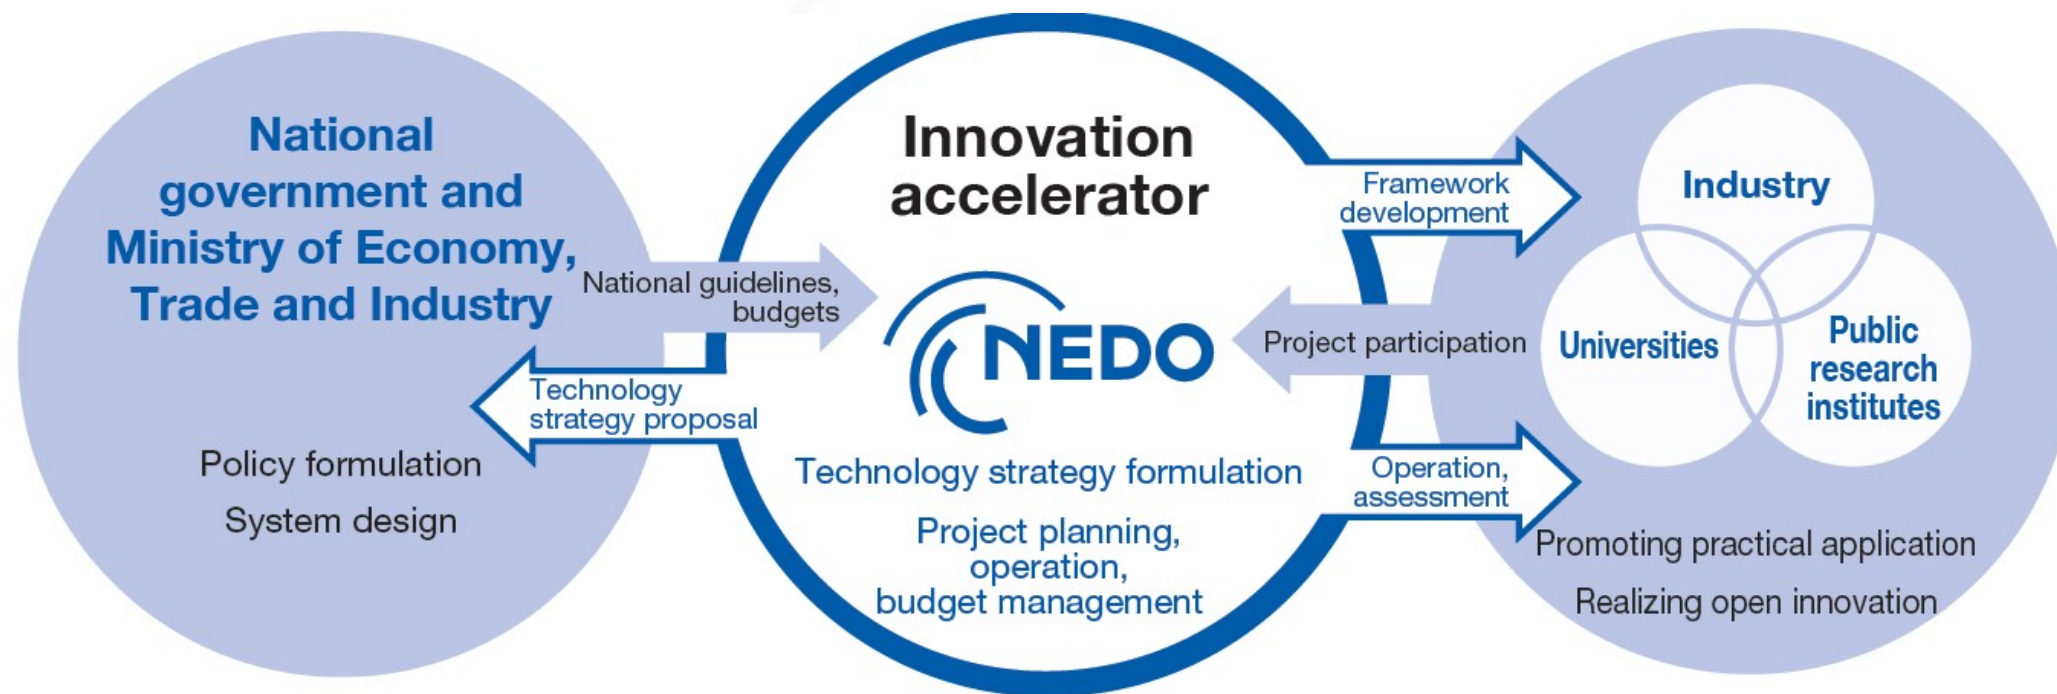 National
government and
Ministry of Economy,
Trade and Industry
Policy formulation
System design
National guidelines,
budgets
Technology
strategy proposal
Innovation
accelerator
NEDO
Technology strategy formulation
Project planning,
operation,
budget management
Framework
development
Project participation
Operation,
assessment
Industry
Universities
Public
research
institutes
Promoting practical application
Realizing open innovation